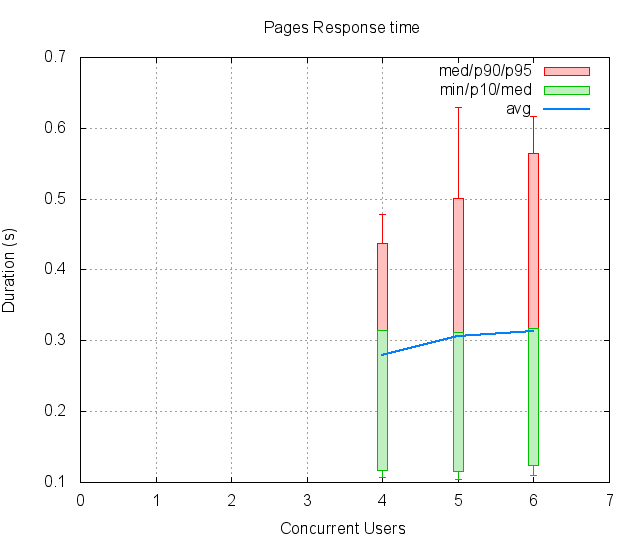 Pages Response time
0.7
0.6
0.5
0.4
0.3
0.2
0.1
Duration (s)
med/p90/p95
min/p10/med
avg
0 1 2 3 4 5 6 7
Concurrent Users